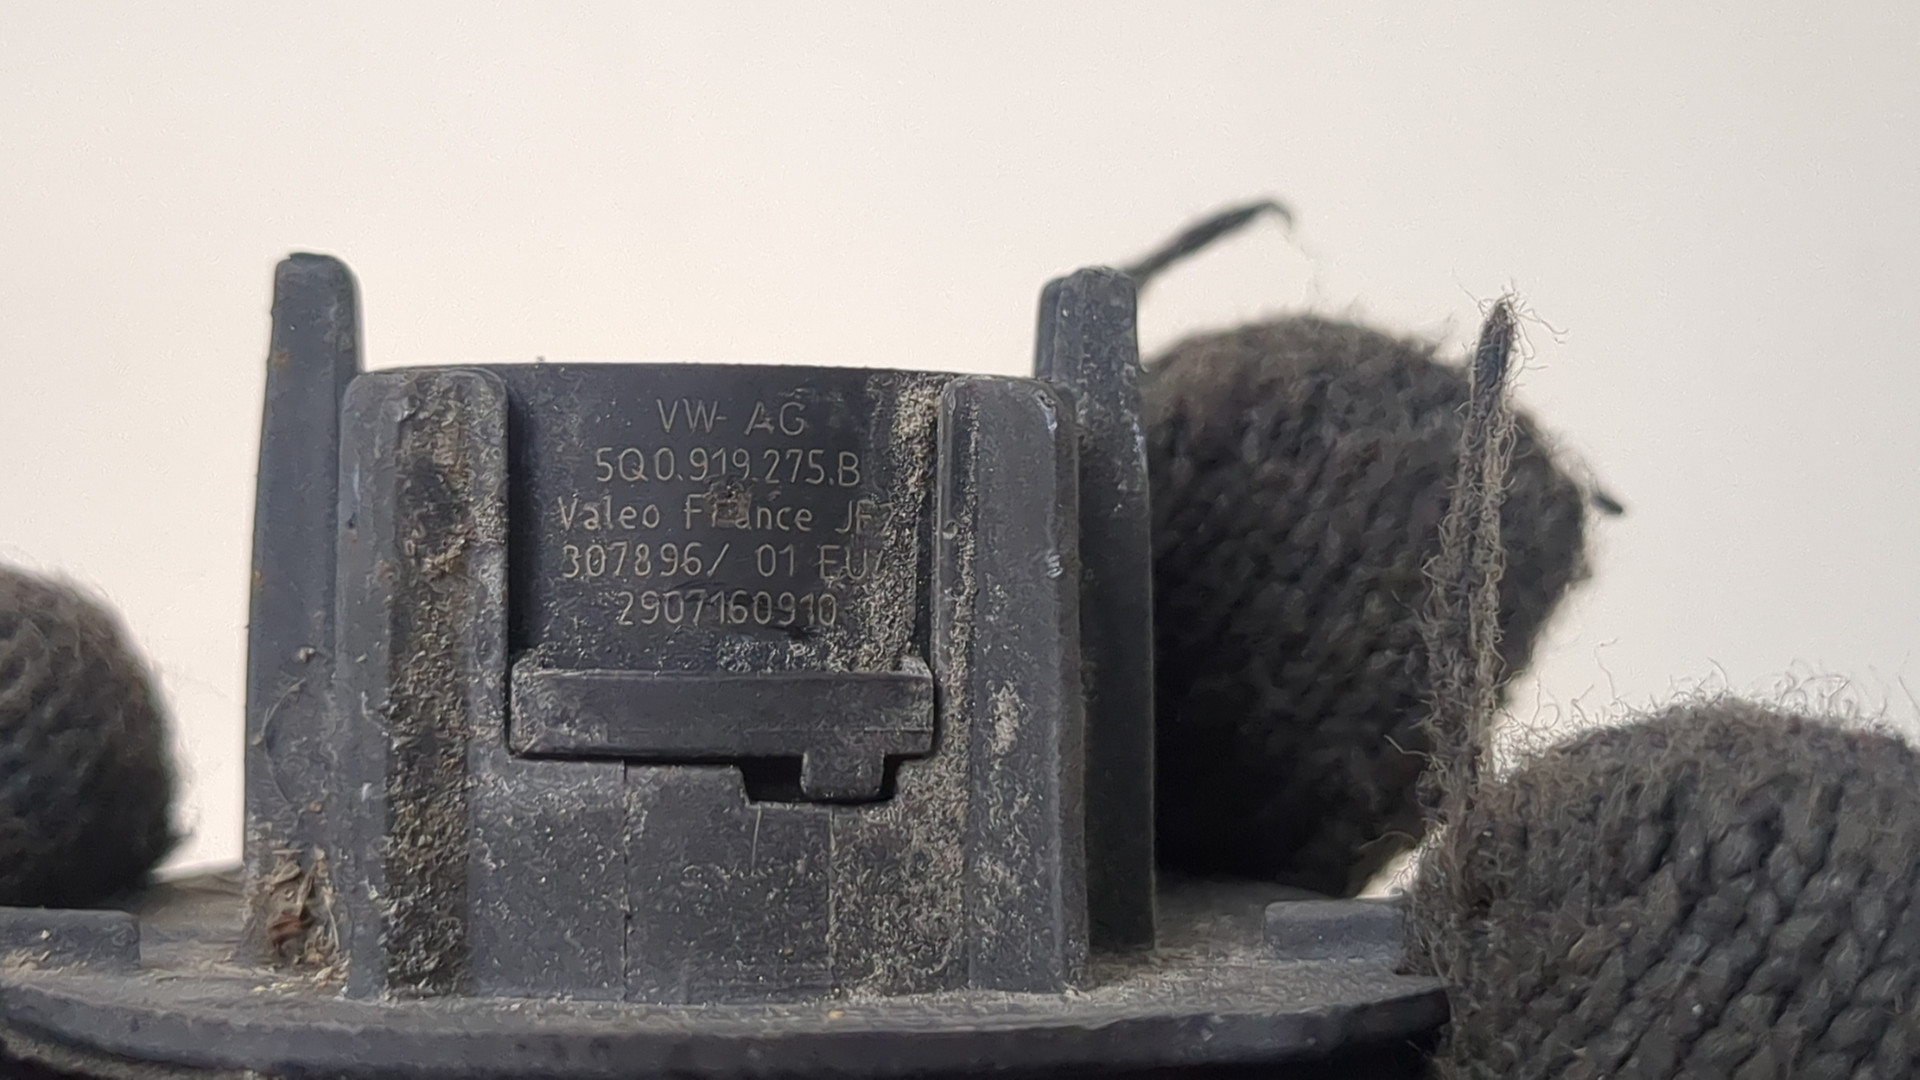 VW AG
5Q0.919.275.B
Valeo France JF
307896/ 01 EU
2907160910